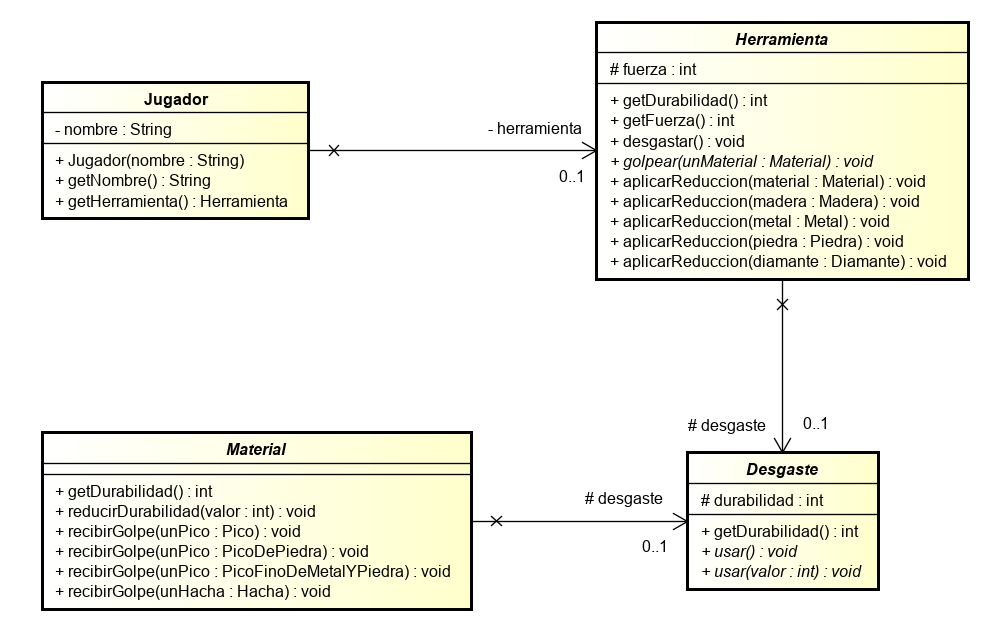 Herramienta
# fuerza : int
+ getDurabilidad() : int
+ getFuerza() : int
+ desgastar() : void
+ golpear(unMaterial : Material) : void
+ aplicarReduccion(material : Material) : void
+ aplicarReduccion(madera : Madera) : void
+ aplicarReduccion(metal : Metal) : void
+ aplicarReduccion(piedra : Piedra) : void
+ aplicarReduccion(diamante : Diamante) : void
Jugador
- nombre : String
+ Jugador(nombre : String)
+ getNombre() : String
+ getHerramienta() : Herramienta
- herramienta
0..1
# desgaste
0..1
Material
+ getDurabilidad() : int
+ reducirDurabilidad(valor : int) : void
+ recibirGolpe(unPico : Pico) : void
+ recibirGolpe(unPico : PicoDePiedra) : void
+ recibirGolpe(unPico : PicoFinoDeMetalYPiedra) : void
+ recibirGolpe(unHacha : Hacha) : void
# desgaste
0..1
Desgaste
# durabilidad : int
+ getDurabilidad() : int
+ usar() : void
+ usar(valor : int) : void